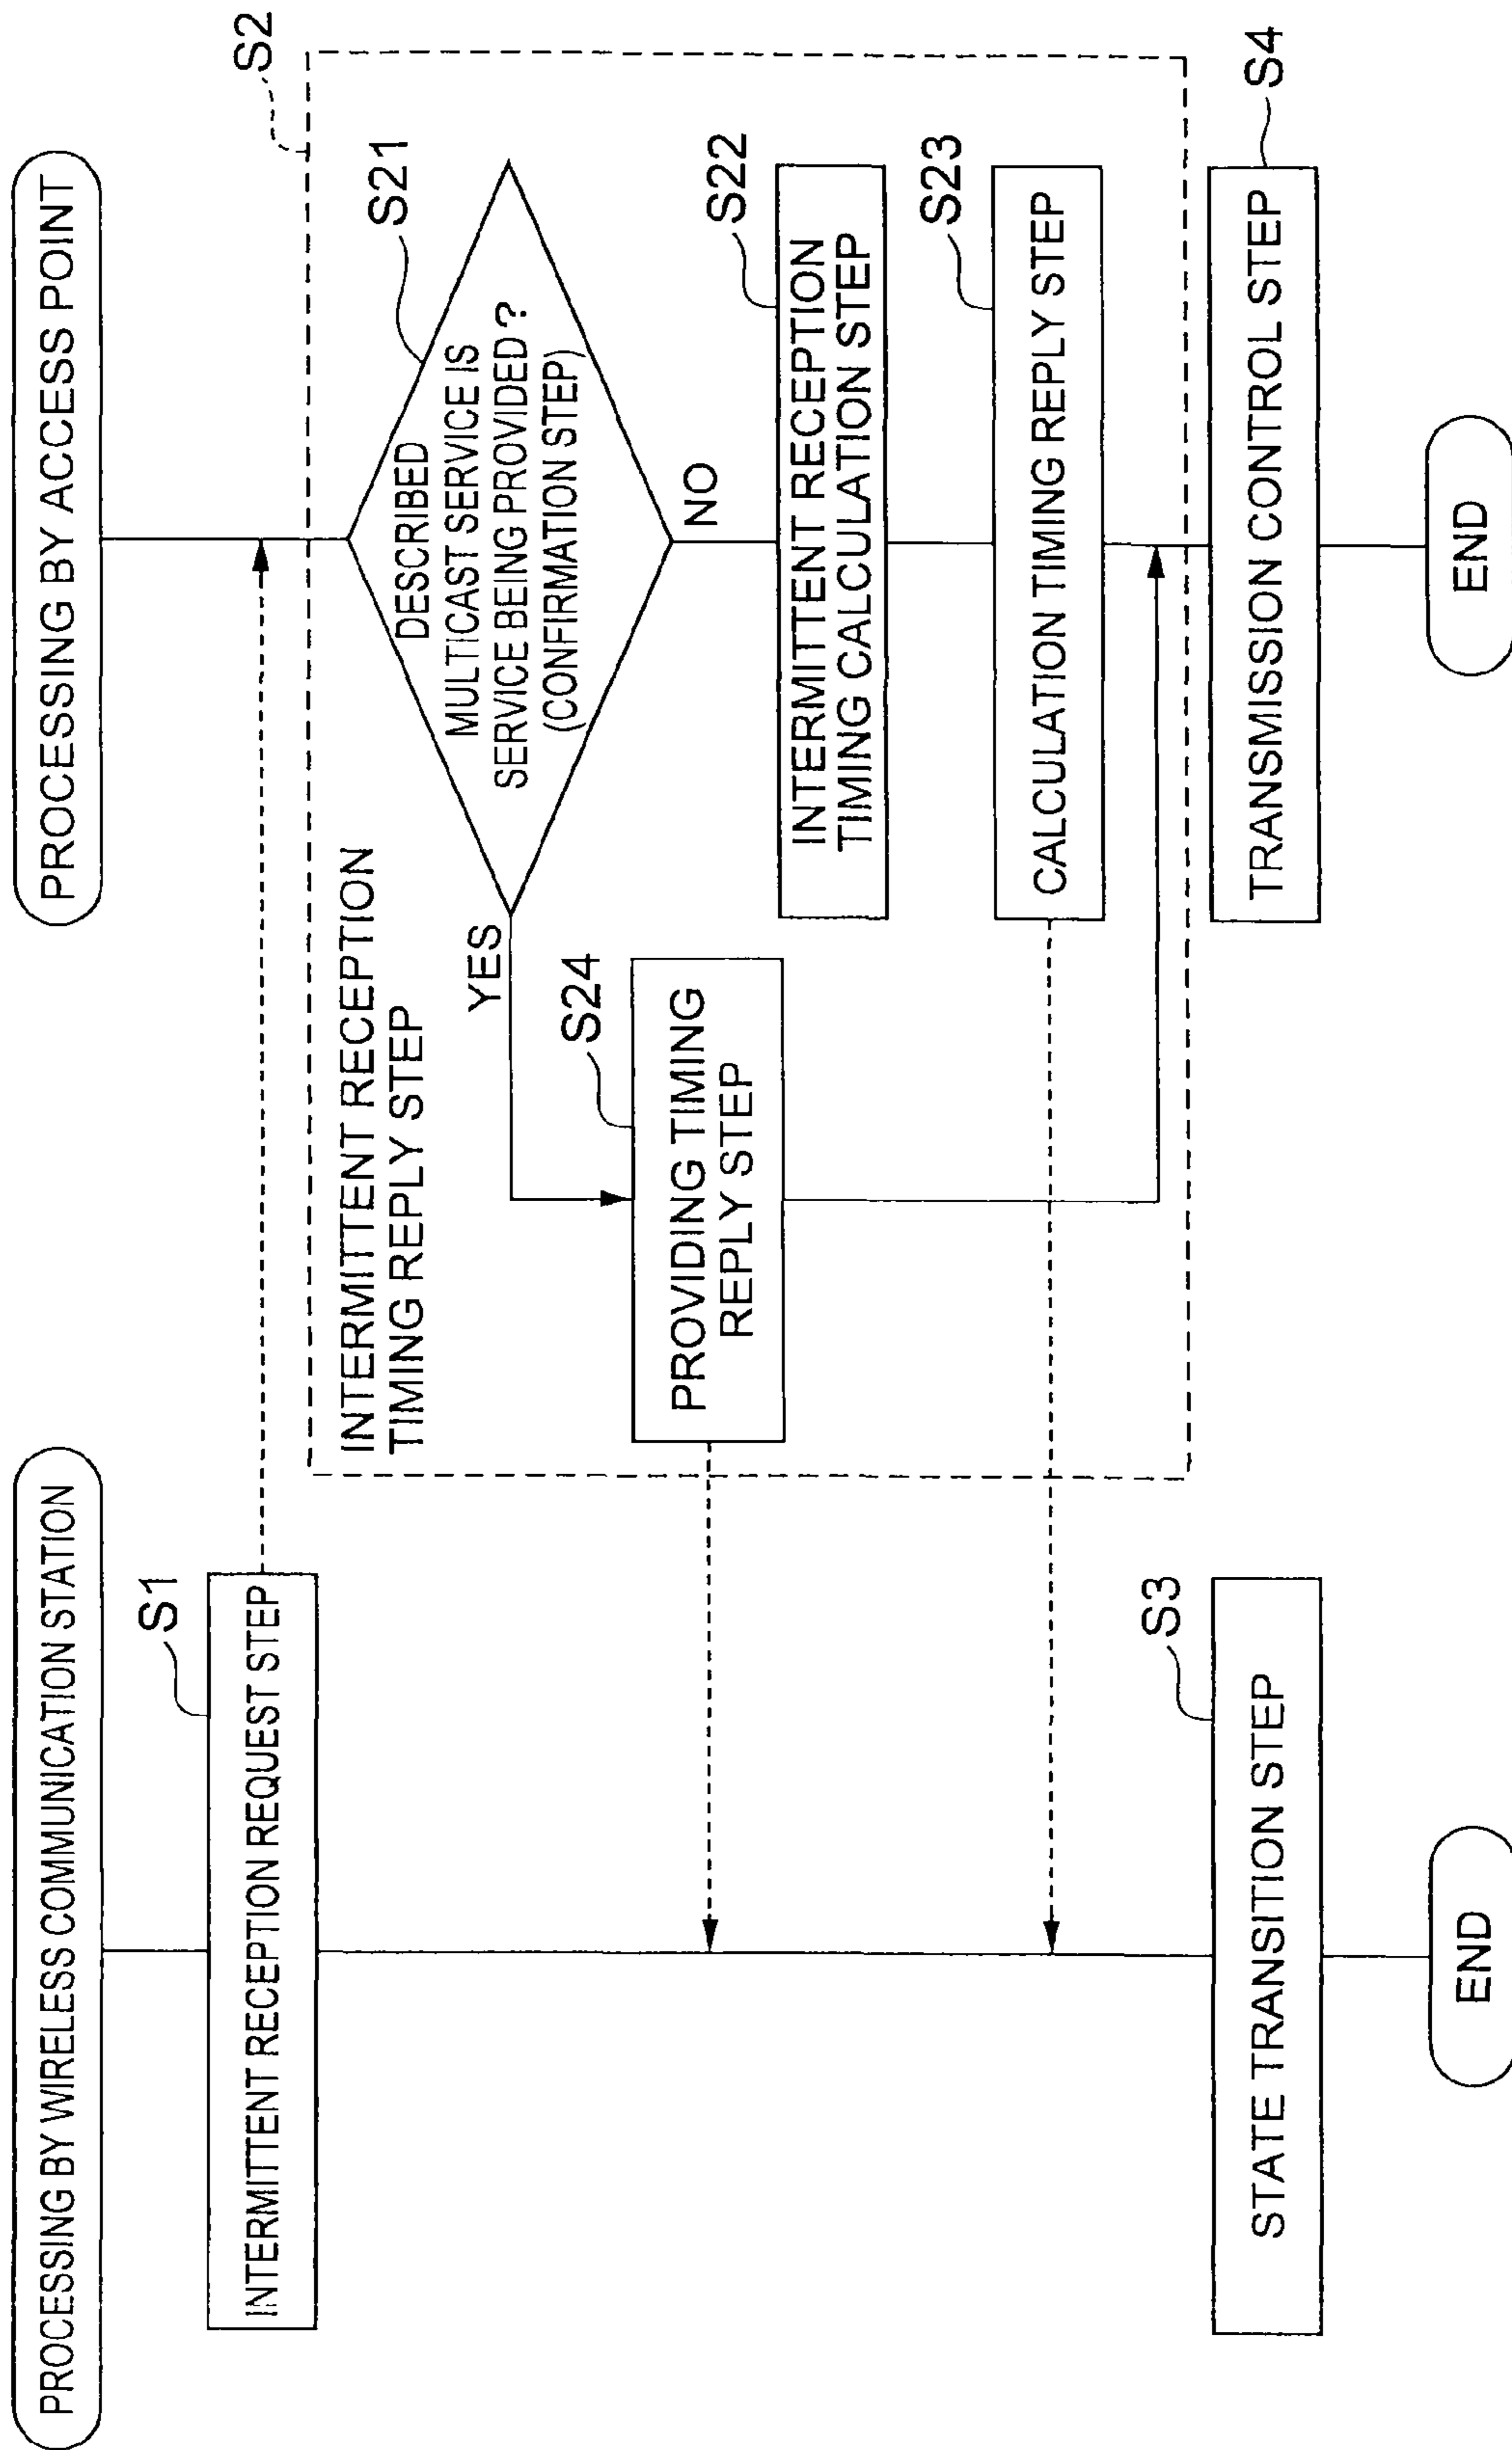 PROCESSING BY WIRELESS COMMUNICATION STATION
S1
INTERMITTENT RECEPTION REQUEST STEP
S3
STATE TRANSITION STEP
END
PROCESSING BY ACCESS POINT
S2
INTERMITTENT RECEPTION
TIMING REPLY STEP
S21
DESCRIBED
MULTICAST SERVICE IS
SERVICE BEING PROVIDED ?
(CONFIRMATION STEP)
YES
NO
S24
PROVIDING TIMING
REPLY STEP
S22
INTERMITTENT RECEPTION
TIMING CALCULATION STEP
S23
CALCULATION TIMING REPLY STEP
S4
TRANSMISSION CONTROL STEP
END